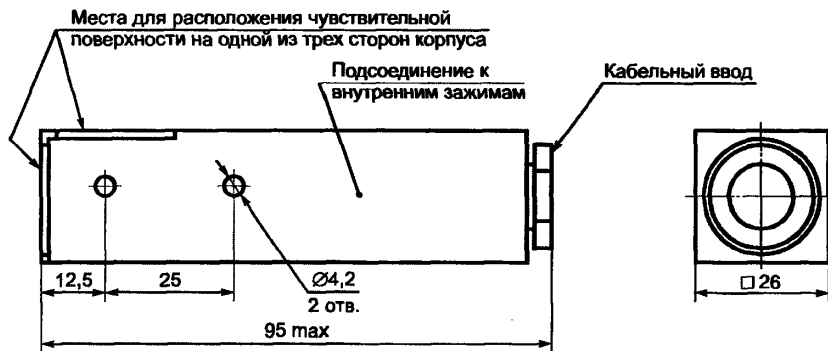 Места для расположения чувствительной
поверхности на одной из трех сторон корпуса
Подсоединение к
внутренним зажимам
Кабельный ввод
12,5
25
Ø4,2
2 отв.
□ 26
95 max